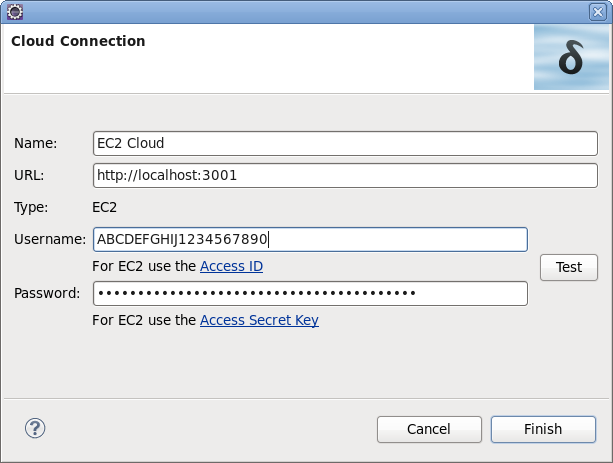 Cloud Connection
δ
Name: EC2 Cloud
URL: http://localhost:3001
Type: EC2
Username: ABCDEFGHIJ1234567890
For EC2 use the Access ID
Test
Password: ••••••••••••••••••••••••••••••••••••••••
For EC2 use the Access Secret Key
? Cancel Finish